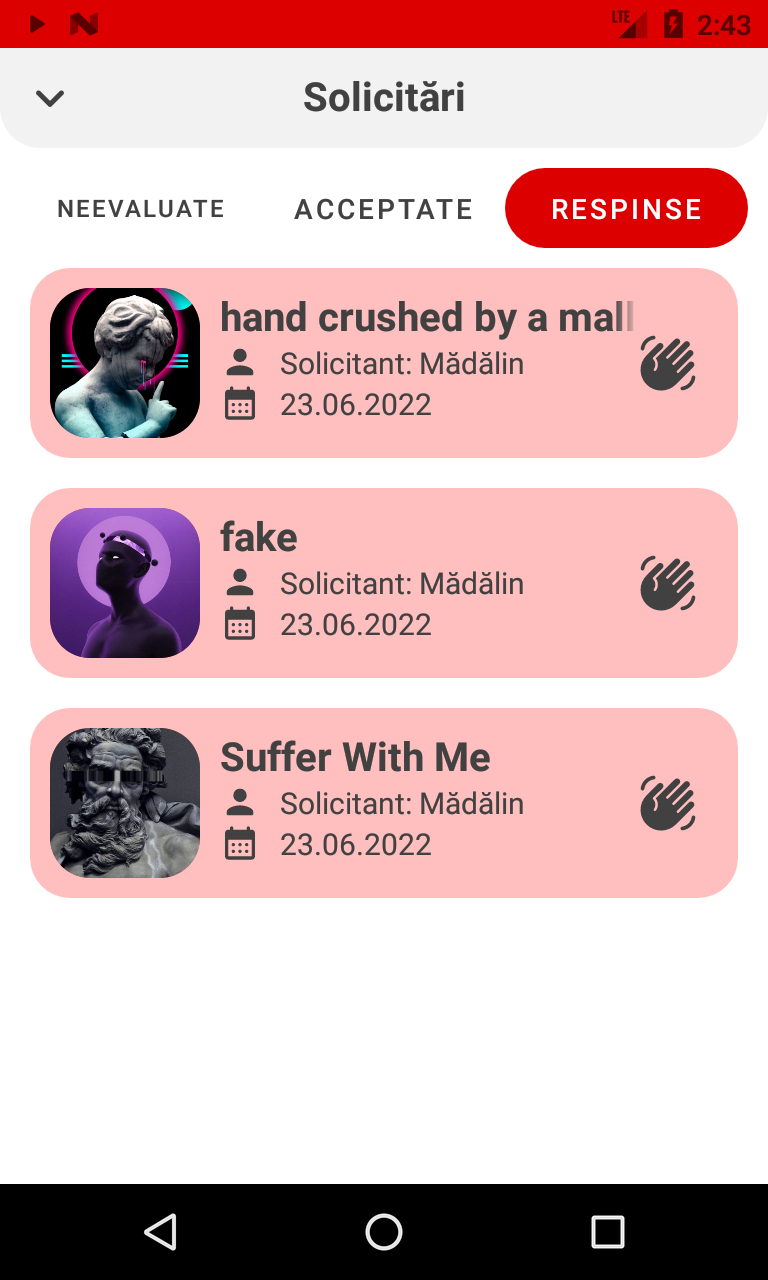 LTE 2:43
Solicitări
NEEVALUATE ACCEPTATE RESPINSE
hand crushed by a mall
Solicitant: Mădălin
23.06.2022
fake
Solicitant: Mădălin
23.06.2022
Suffer With Me
Solicitant: Mădălin
23.06.2022